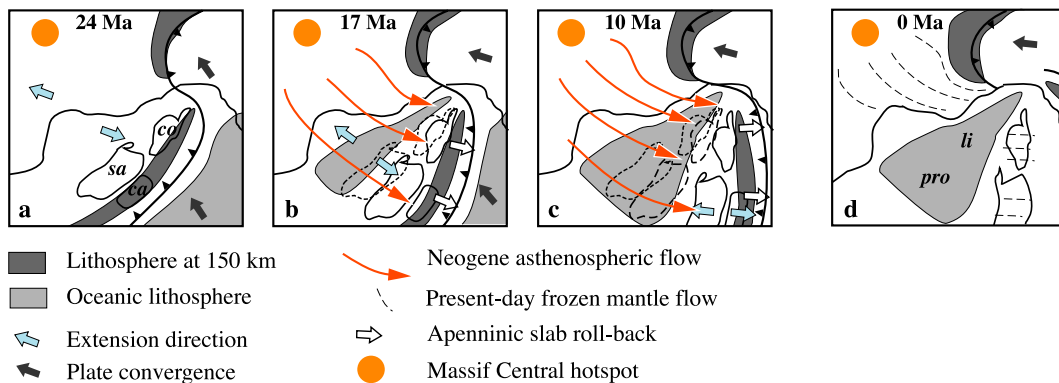 24 Ma
17 Ma
10 Ma
0 Ma
co
sa
ca
li
pro
a
b
c
d
Lithosphere at 150 km
Oceanic lithosphere
Extension direction
Plate convergence
Neogene asthenospheric flow
Present-day frozen mantle flow
Apenninic slab roll-back
Massif Central hotspot